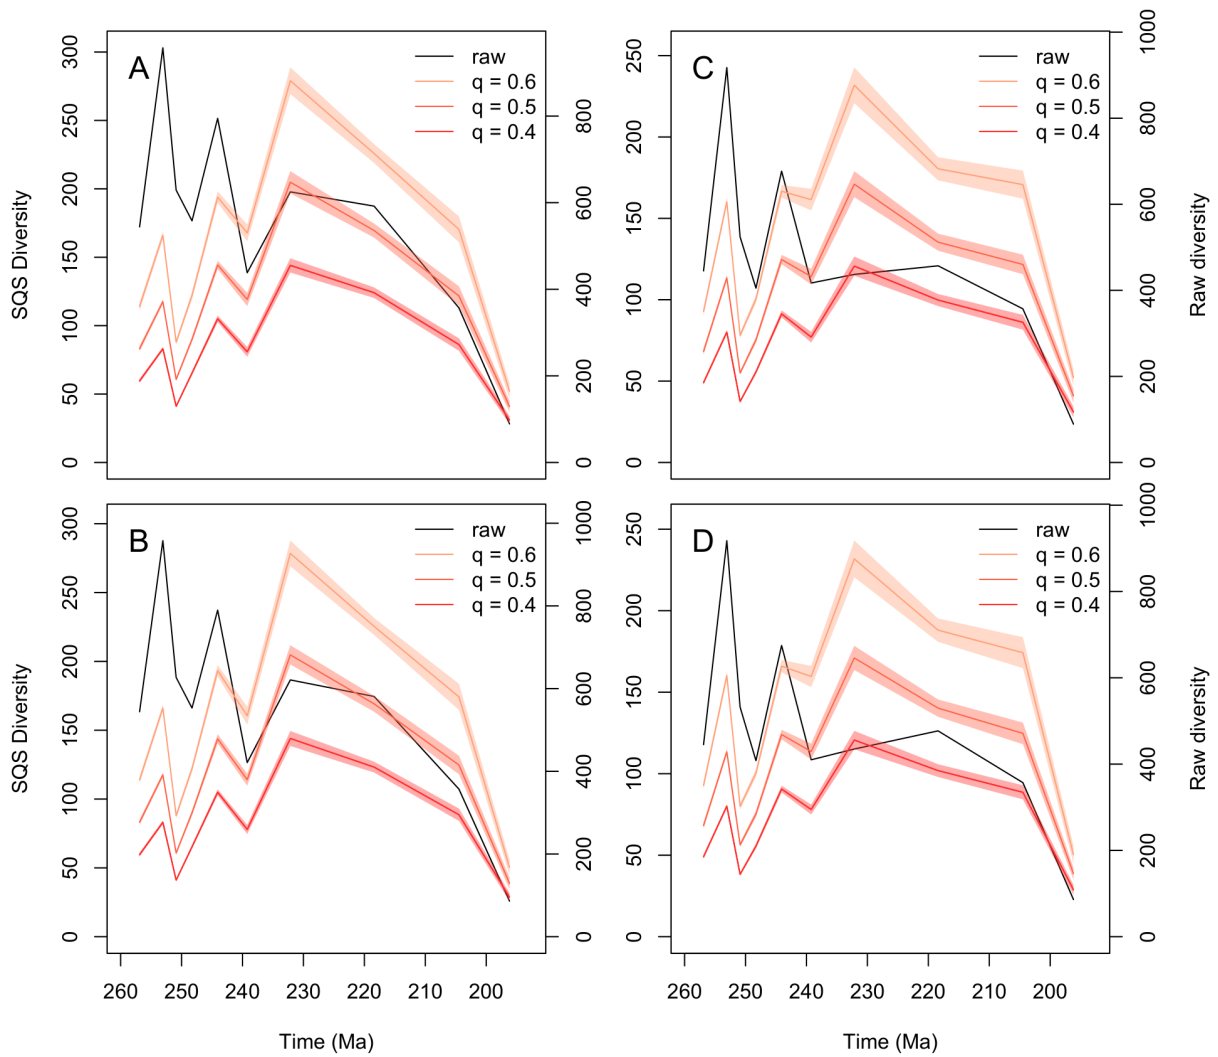 A
raw
q = 0.6
q = 0.5
q = 0.4
SQS Diversity
0 50 100 150 200 250 300
0 200 400 600 800
C
raw
q = 0.6
q = 0.5
q = 0.4
0 50 100 150 200 250
0 200 400 600 800 1000
Raw diversity
B
raw
q = 0.6
q = 0.5
q = 0.4
SQS Diversity
0 50 100 150 200 250 300
0 200 400 600 800 1000
260 250 240 230 220 210 200
Time (Ma)
D
raw
q = 0.6
q = 0.5
q = 0.4
0 50 100 150 200 250
0 200 400 600 800 1000
Raw diversity
260 250 240 230 220 210 200
Time (Ma)